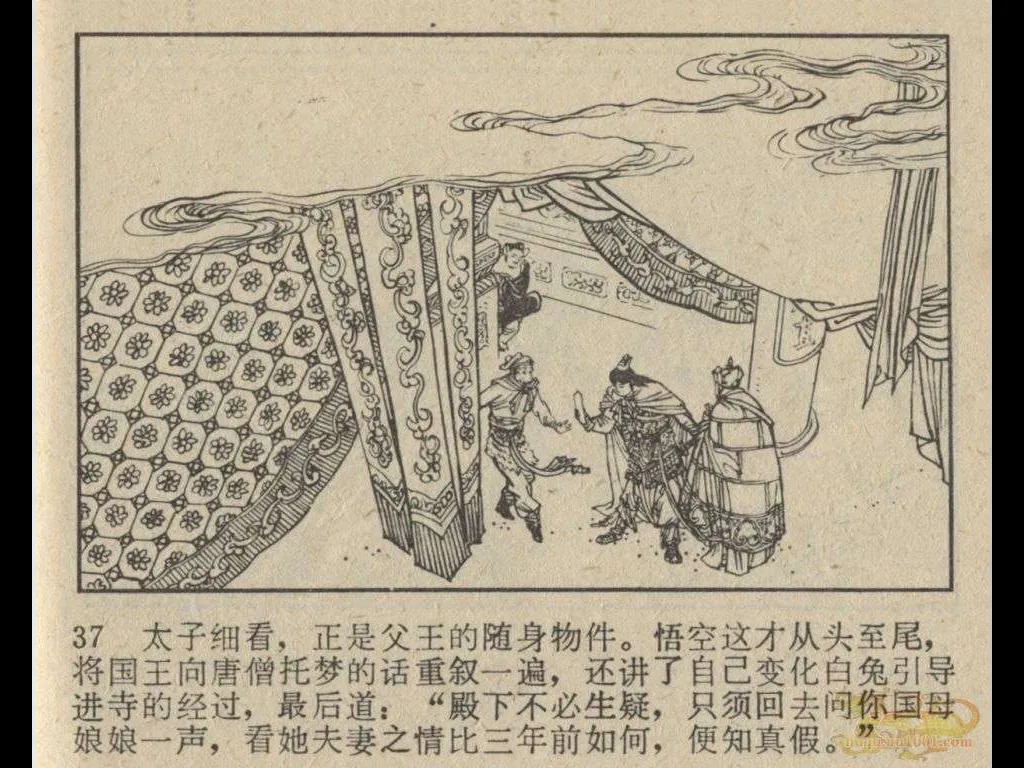 37 太子细看，正是父王的随身物件。悟空这才从头至尾，
将国王向唐僧托梦的话重叙一遍，还讲了自己变化白兔引导
进寺的经过，最后道：“殿下不必生疑，只须回去问你国母
娘娘一声，看她夫妻之情比三年前如何，便知真假。”